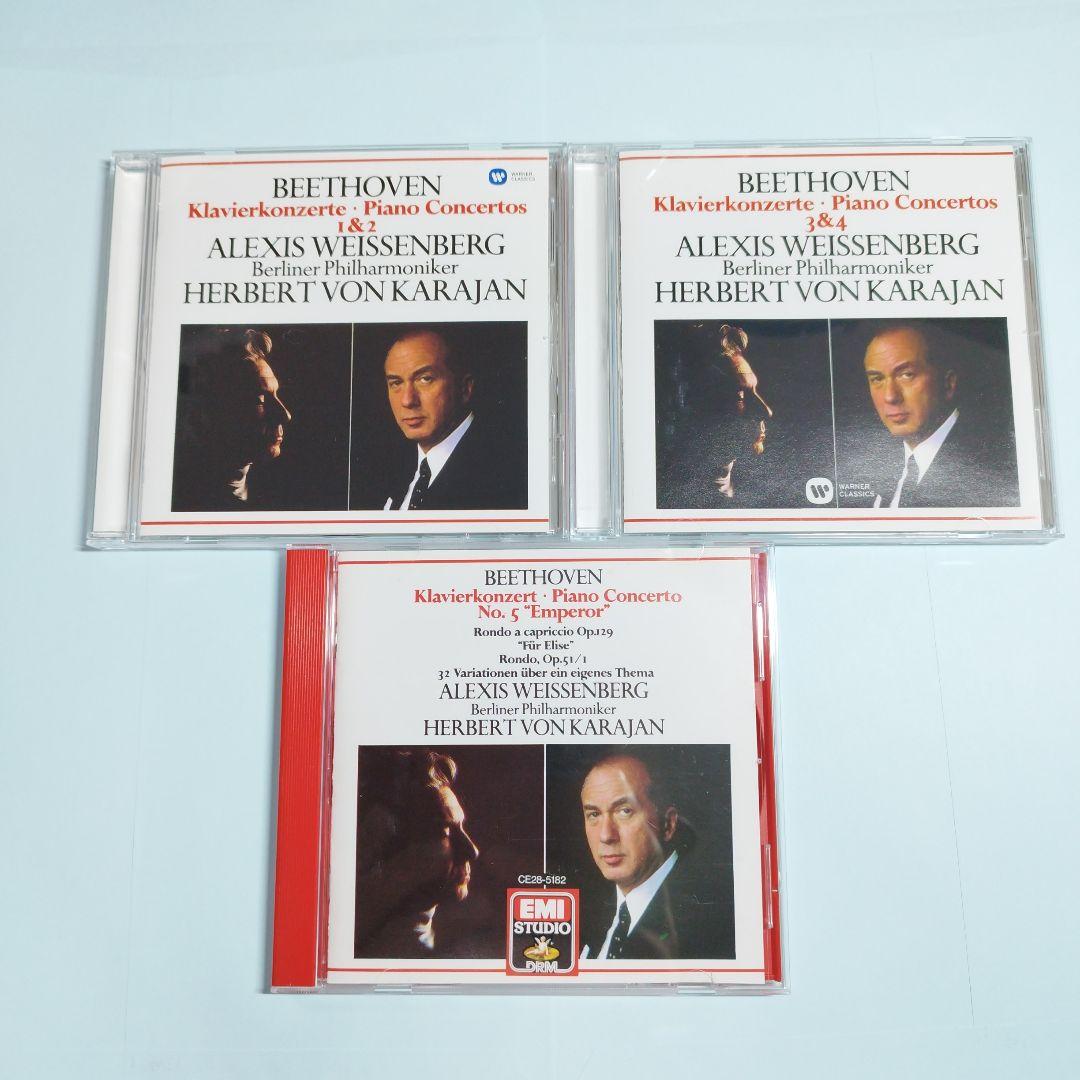 BEETHOVEN
Klavierkonzerte · Piano Concertos
1 & 2
ALEXIS WEISSENBERG
Berliner Philharmoniker
HERBERT VON KARAJAN
W
WARNER
CLASSICS
BEETHOVEN
Klavierkonzerte · Piano Concertos
3 & 4
ALEXIS WEISSENBERG
Berliner Philharmoniker
HERBERT VON KARAJAN
W
WARNER
CLASSICS
BEETHOVEN
Klavierkonzert · Piano Concerto
No. 5 “Emperor”
Rondo a capriccio Op.129
“Für Elise”
Rondo, Op.51/1
32 Variationen über ein eigenes Thema
ALEXIS WEISSENBERG
Berliner Philharmoniker
HERBERT VON KARAJAN
CE28-5182
EMI
STUDIO
DRM